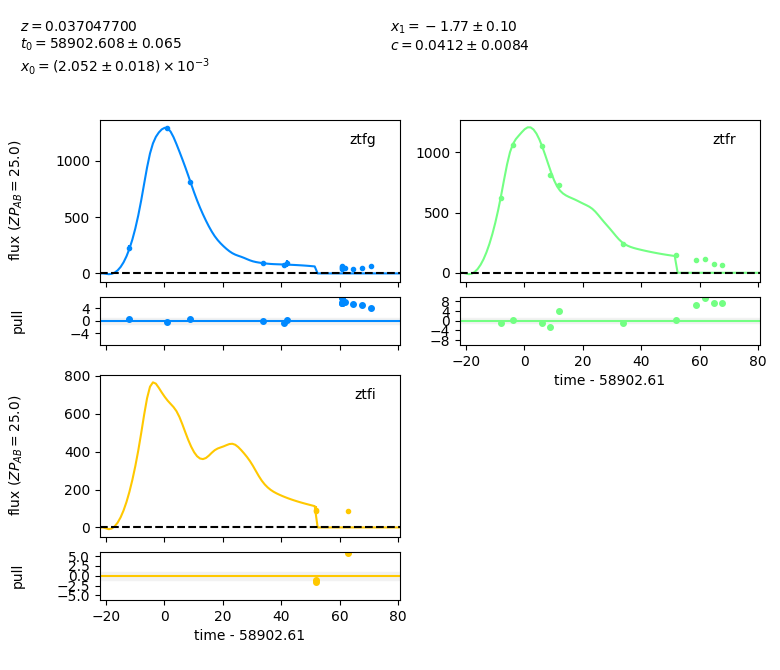 z = 0.037047700
t₀ = 58902.608 ± 0.065
x₀ = (2.052 ± 0.018) × 10⁻³
x₁ = −1.77 ± 0.10
c = 0.0412 ± 0.0084
flux (ZP_AB = 25.0)
ztfg
1000
500
0
pull
4
0
−4
ztfr
1000
500
0
8
4
0
−4
−8
−20 0 20 40 60 80
time - 58902.61
flux (ZP_AB = 25.0)
ztfi
800
600
400
200
0
pull
5.0
2.5
0.0
−2.5
−5.0
−20 0 20 40 60 80
time - 58902.61